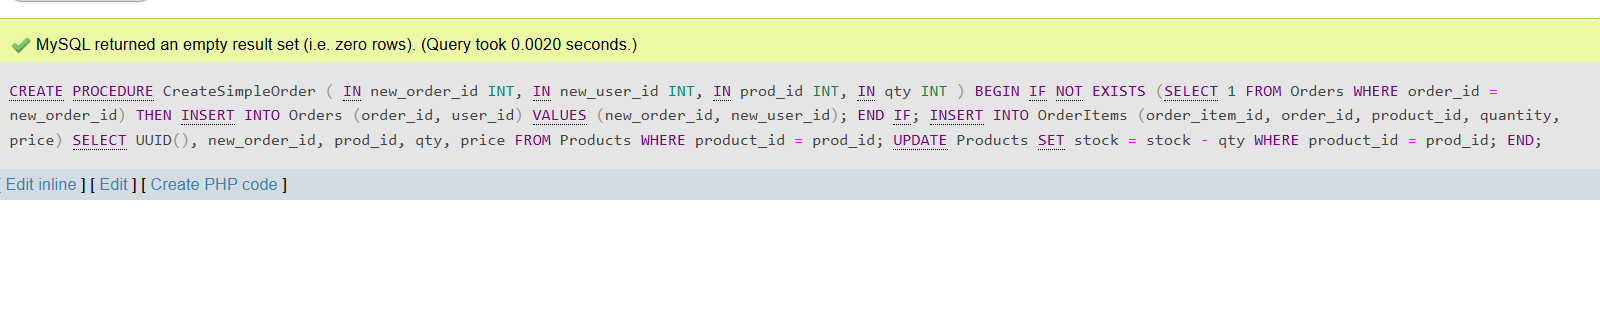 MySQL returned an empty result set (i.e. zero rows). (Query took 0.0020 seconds.)
CREATE PROCEDURE CreateSimpleOrder ( IN new_order_id INT, IN new_user_id INT, IN prod_id INT, IN qty INT ) BEGIN IF NOT EXISTS (SELECT 1 FROM Orders WHERE order_id =
new_order_id) THEN INSERT INTO Orders (order_id, user_id) VALUES (new_order_id, new_user_id); END IF; INSERT INTO OrderItems (order_item_id, order_id, product_id, quantity,
price) SELECT UUID(), new_order_id, prod_id, qty, price FROM Products WHERE product_id = prod_id; UPDATE Products SET stock = stock - qty WHERE product_id = prod_id; END;
[ Edit inline ] [ Edit ] [ Create PHP code ]